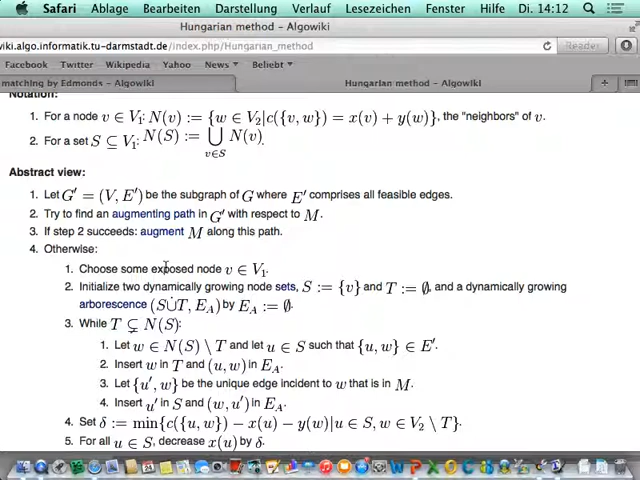 Safari Ablage Bearbeiten Darstellung Verlauf Lesezeichen Fenster Hilfe Di. 14:12
Hungarian method - Algowiki
viki.algo.informatik.tu-darmstadt.de/index.php/Hungarian_method Reader
Facebook Twitter Wikipedia Yahoo News Beliebt
matching by Edmonds - Algowiki Hungarian method - Algowiki +
Notation:
1. For a node v ∈ V₁: N(v) := {w ∈ V₂|c({v, w}) = x(v) + y(w)}, the "neighbors" of v.
2. For a set S ⊆ V₁: N(S) := ⋃ N(v).
v∈S
Abstract view:
1. Let G′ = (V, E′) be the subgraph of G where E′ comprises all feasible edges.
2. Try to find an augmenting path in G′ with respect to M.
3. If step 2 succeeds: augment M along this path.
4. Otherwise:
1. Choose some exposed node v ∈ V₁.
2. Initialize two dynamically growing node sets, S := {v} and T := ∅, and a dynamically growing
arborescence (S∪̇T, E_A) by E_A := ∅.
3. While T ⊊ N(S):
1. Let w ∈ N(S) \ T and let u ∈ S such that {u, w} ∈ E′.
2. Insert w in T and (u, w) in E_A.
3. Let {u′, w} be the unique edge incident to w that is in M.
4. Insert u′ in S and (w, u′) in E_A.
4. Set δ := min{c({u, w}) − x(u) − y(w)|u ∈ S, w ∈ V₂ \ T}.
5. For all u ∈ S, decrease x(u) by δ.